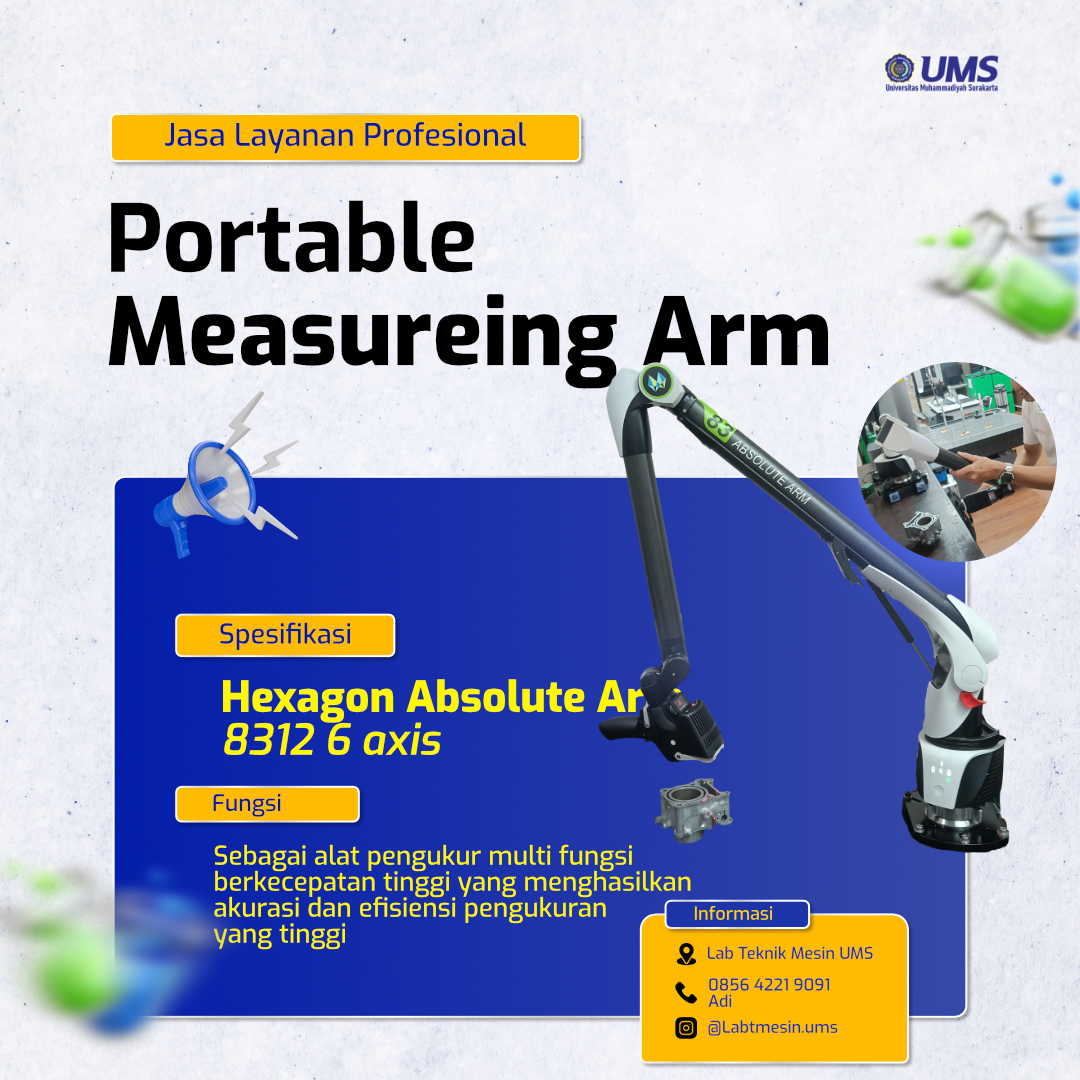 UMS
Universitas Muhammadiyah Surakarta
Jasa Layanan Profesional
Portable
Measureing Arm
83 ABSOLUTE ARM
Spesifikasi
Hexagon Absolute Ar
8312 6 axis
Fungsi
Sebagai alat pengukur multi fungsi
berkecepatan tinggi yang menghasilkan
akurasi dan efisiensi pengukuran
yang tinggi
Informasi
Lab Teknik Mesin UMS
0856 4221 9091
Adi
@Labtmesin.ums